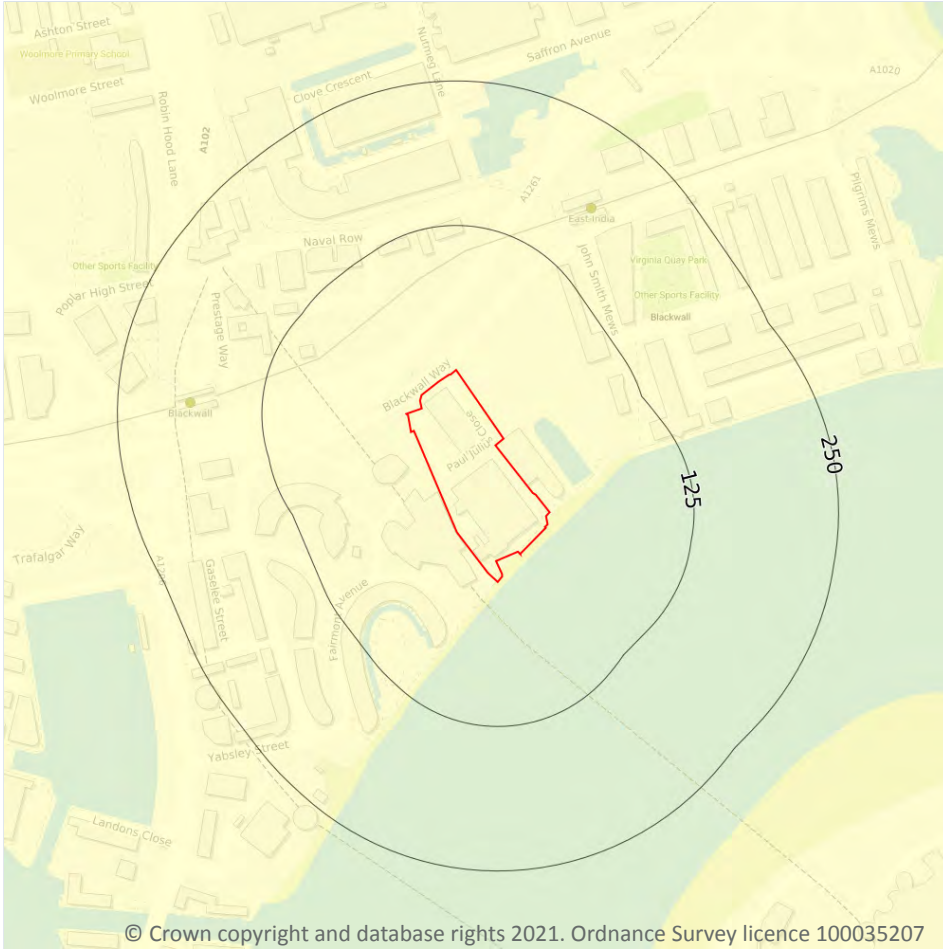 Ashton Street
Woolmore Primary School
Woolmore Street
Robin Hood Lane
A102
Clove Crescent
Nutmeg Lane
Saffron Avenue
A1020
A1261
East-India
Pilgrims Mews
Naval Row
John Smith Mews
Virginia Quay Park
Other Sports Facility
Blackwall
Other Sports Facility
Poplar High Street
Prestage Way
Blackwall
Blackwall Way
Paul Julius
Close
125
250
Trafalgar Way
Gaselee Street
Fairmont Avenue
Yabsley Street
Landons Close
© Crown copyright and database rights 2021. Ordnance Survey licence 100035207